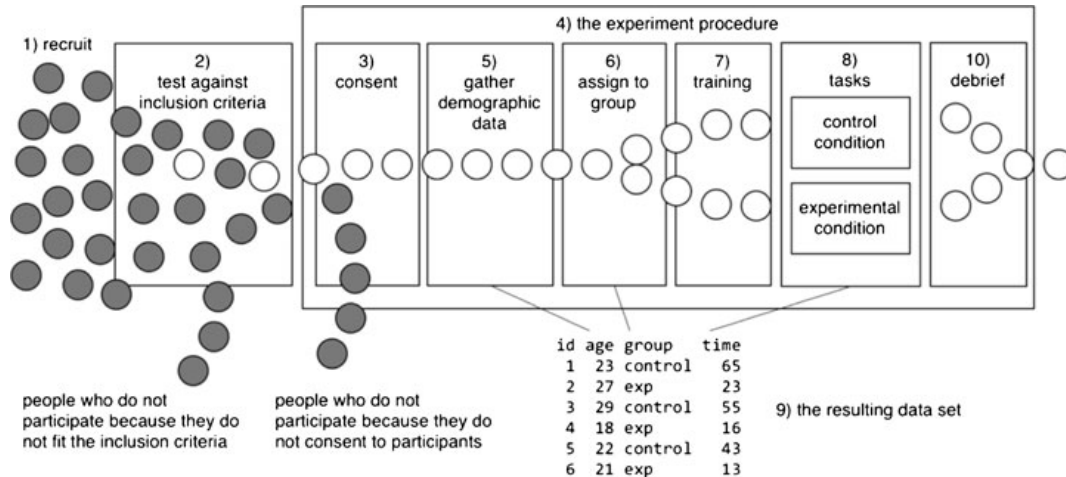 4) the experiment procedure
1) recruit
2)
test against
inclusion criteria
3)
consent
5)
gather
demographic
data
6)
assign to
group
7)
training
8)
tasks
control
condition
experimental
condition
10)
debrief
people who do not
participate because they do
not fit the inclusion criteria
people who do not
participate because they do
not consent to participants
id age group time
1 23 control 65
2 27 exp 23
3 29 control 55
4 18 exp 16
5 22 control 43
6 21 exp 13
9) the resulting data set